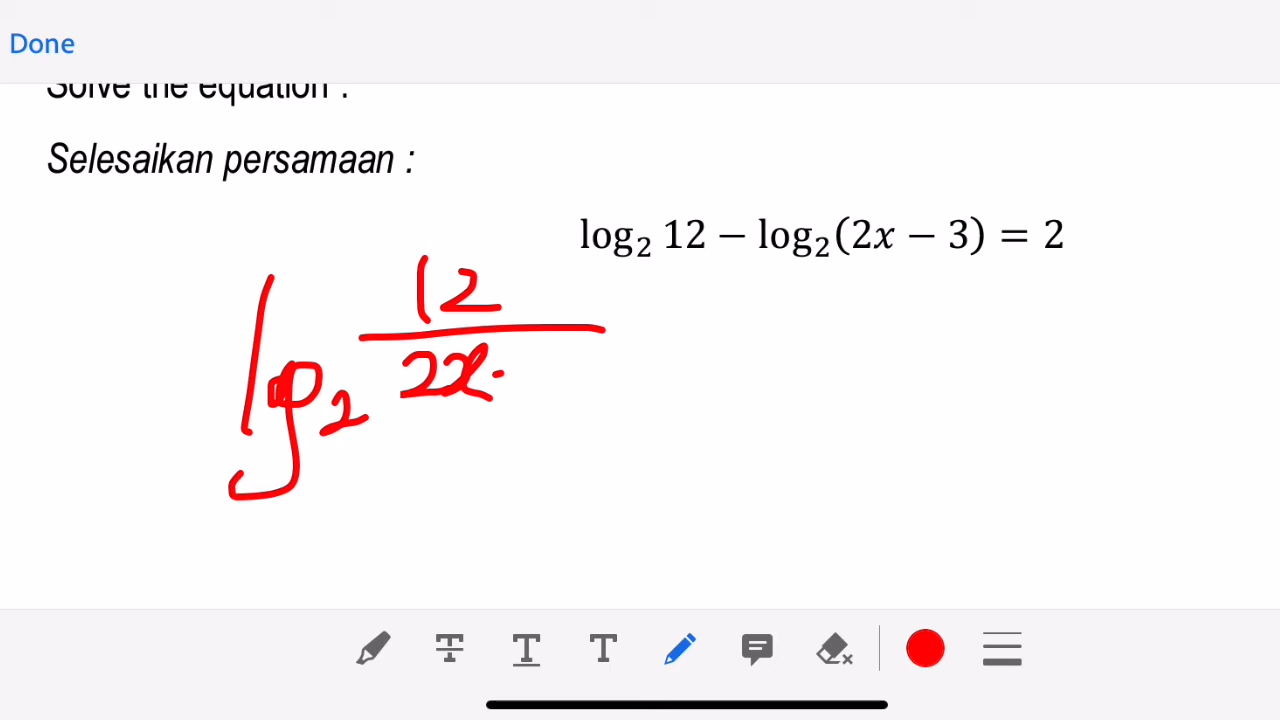 Done
Solve the equation :
Selesaikan persamaan :
log₂ 12 − log₂(2x − 3) = 2
log₂ 12/2x-